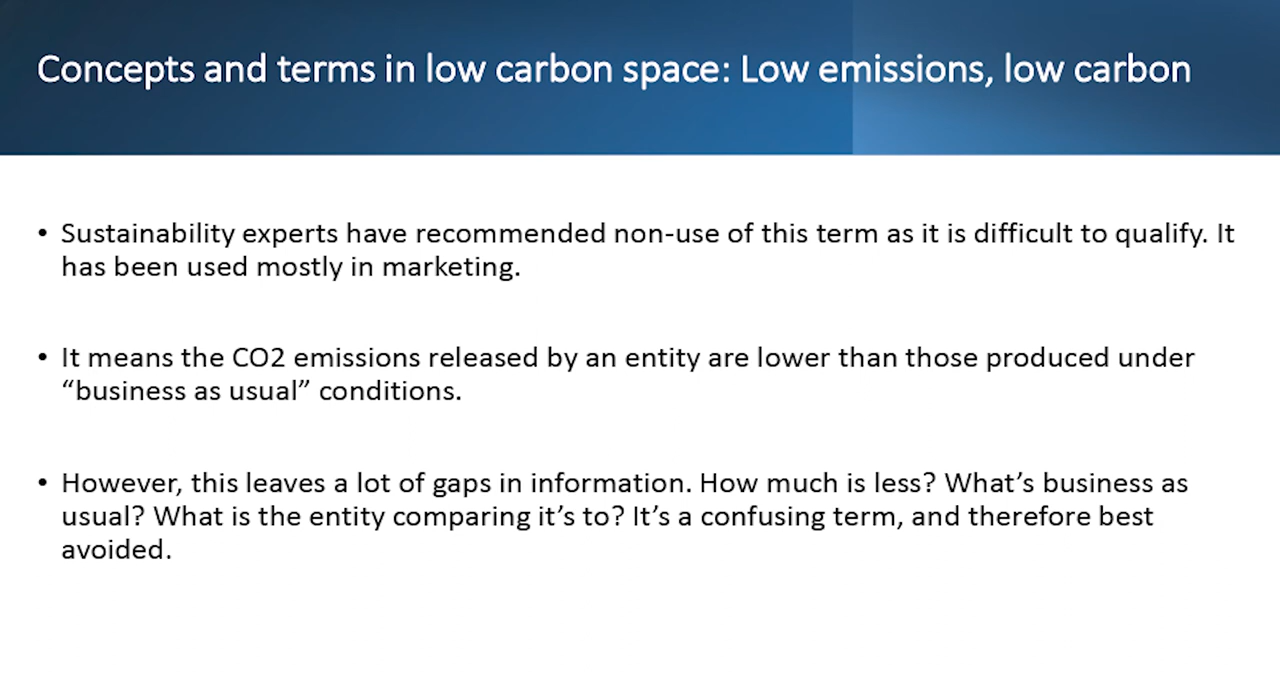 Concepts and terms in low carbon space: Low emissions, low carbon
• Sustainability experts have recommended non-use of this term as it is difficult to qualify. It
has been used mostly in marketing.
• It means the CO2 emissions released by an entity are lower than those produced under
“business as usual” conditions.
• However, this leaves a lot of gaps in information. How much is less? What’s business as
usual? What is the entity comparing it’s to? It’s a confusing term, and therefore best
avoided.